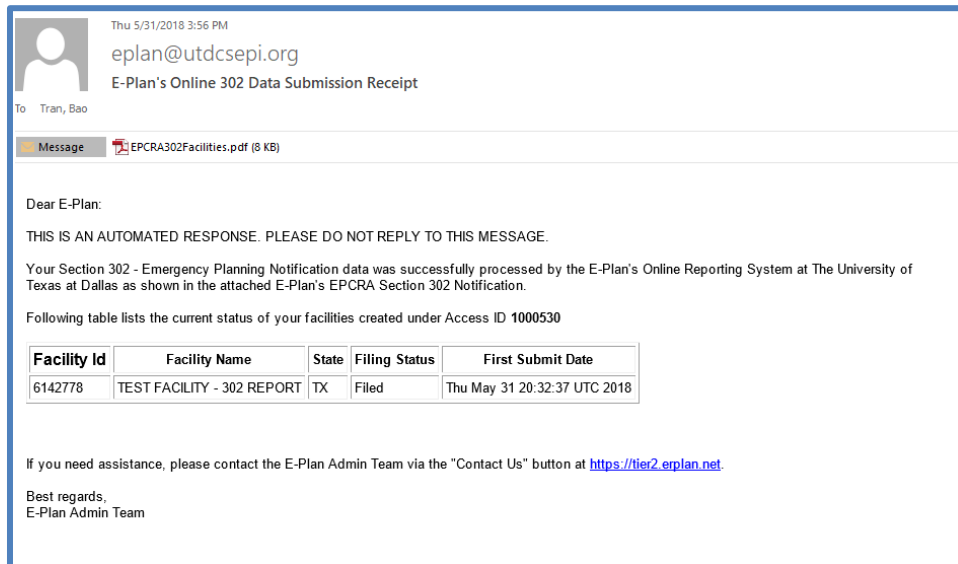 Thu 5/31/2018 3:56 PM
eplan@utdcsepi.org
E-Plan's Online 302 Data Submission Receipt
To Tran, Bao
Message EPCRA302Facilities.pdf (8 KB)
Dear E-Plan:
THIS IS AN AUTOMATED RESPONSE. PLEASE DO NOT REPLY TO THIS MESSAGE.
Your Section 302 - Emergency Planning Notification data was successfully processed by the E-Plan's Online Reporting System at The University of
Texas at Dallas as shown in the attached E-Plan's EPCRA Section 302 Notification.
Following table lists the current status of your facilities created under Access ID 1000530
Facility Id Facility Name State Filing Status First Submit Date
6142778 TEST FACILITY - 302 REPORT TX Filed Thu May 31 20:32:37 UTC 2018
If you need assistance, please contact the E-Plan Admin Team via the "Contact Us" button at https://tier2.erplan.net.
Best regards,
E-Plan Admin Team